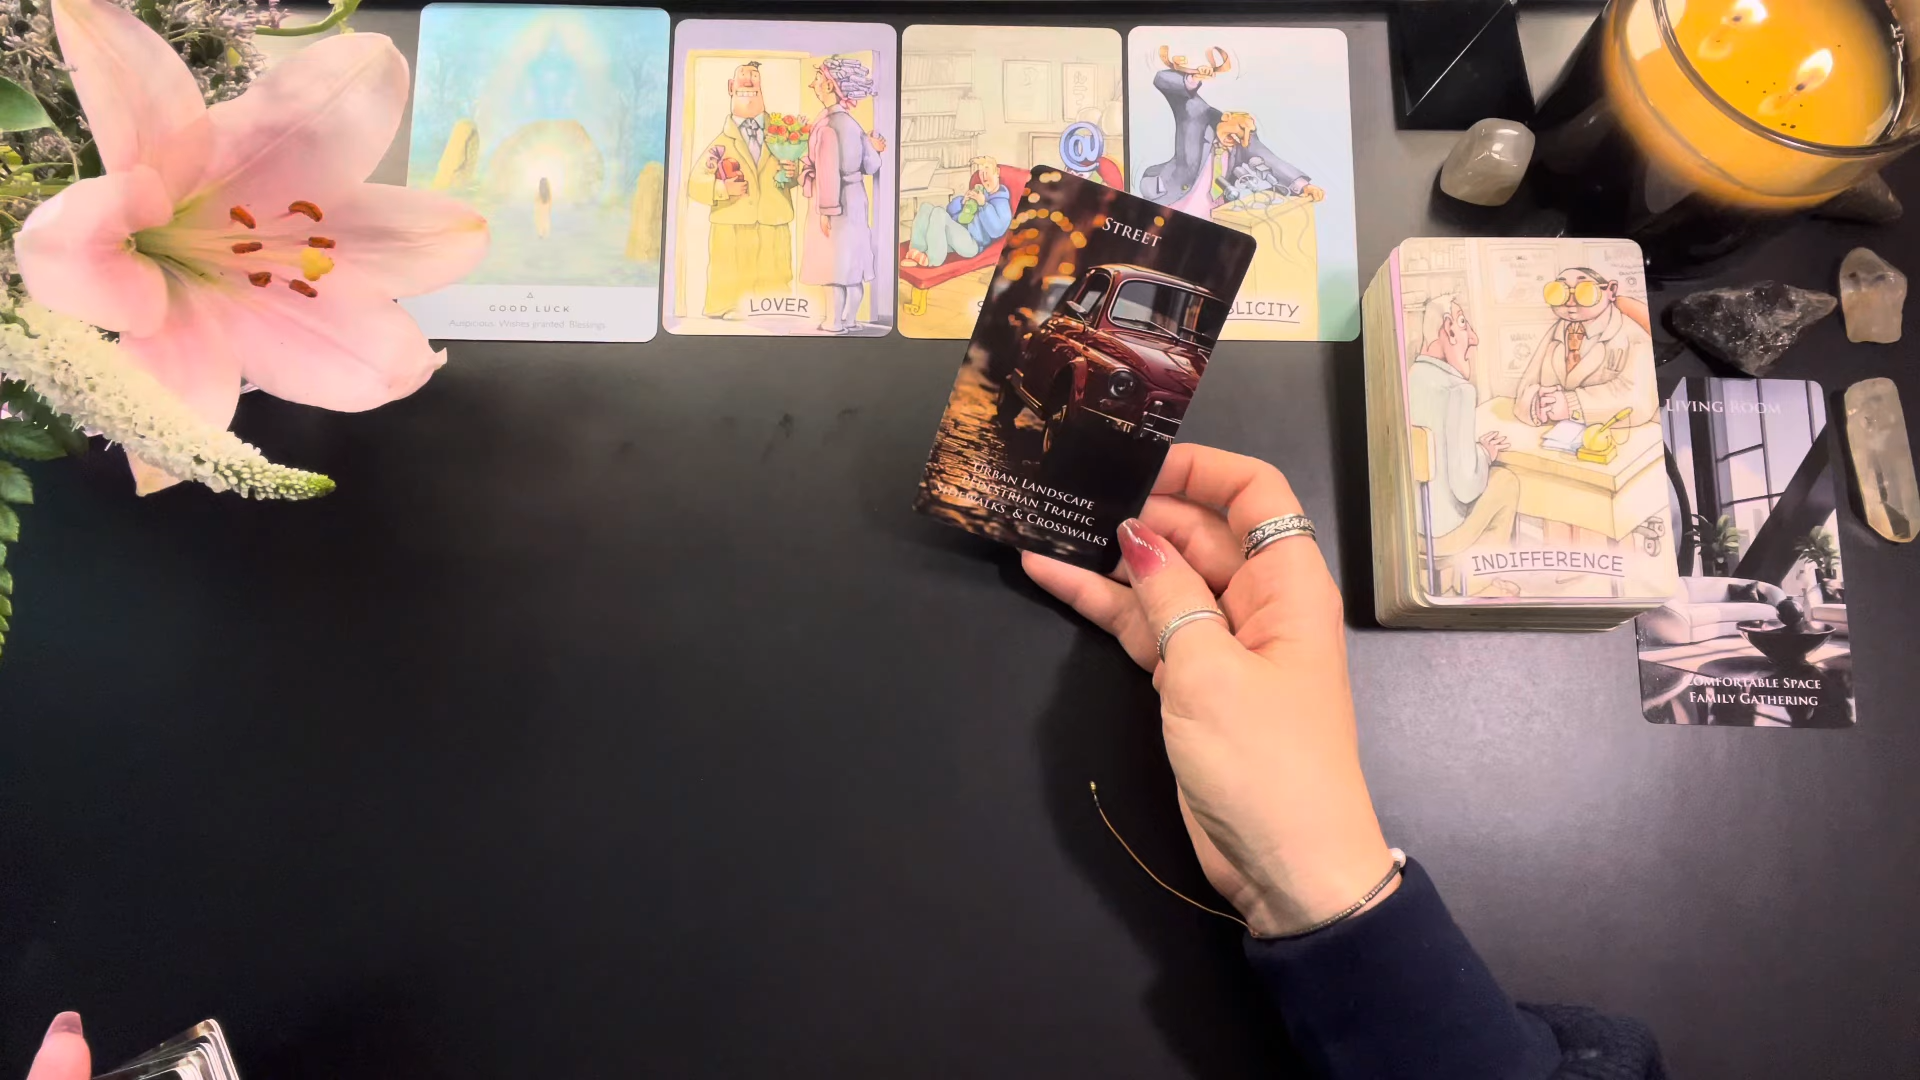 GOOD LUCK
Auspicious. Wishes granted. Blessings
LOVER
@
STREET
URBAN LANDSCAPE
PEDESTRIAN TRAFFIC
SIDEWALKS & CROSSWALKS
LICITY
INDIFFERENCE
LIVING ROOM
COMFORTABLE SPACE
FAMILY GATHERING